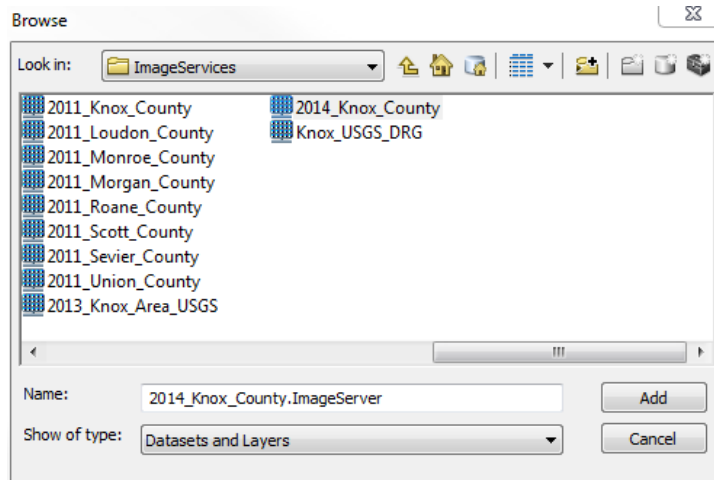 Browse
Look in: ImageServices
2011_Knox_County
2011_Loudon_County
2011_Monroe_County
2011_Morgan_County
2011_Roane_County
2011_Scott_County
2011_Sevier_County
2011_Union_County
2013_Knox_Area_USGS
2014_Knox_County
Knox_USGS_DRG
Name: 2014_Knox_County.ImageServer Add
Show of type: Datasets and Layers Cancel